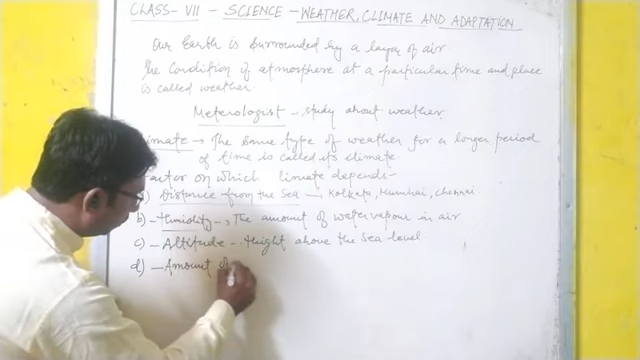 CLASS- VII - SCIENCE - WEATHER, CLIMATE AND ADAPTATION
Our Earth is surrounded by a layer of air.
The Condition of atmosphere at a particular time and place
is called weather.
Meterologist - study about weather.
imate → The same type of weather for a longer period
of time is called its climate
factor on which limate depends-
a) Distance from the Sea - Kolkata, Mumbai, Chennai
b) - Humidity → The amount of water vapour in air
c) - Altitude - Height above the sea level
d) - Amount